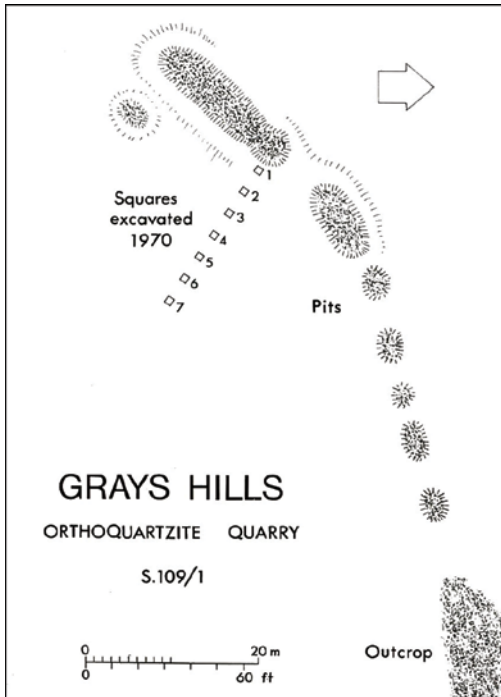 1
2
3
4
5
6
7
Squares
excavated
1970
Pits
GRAYS HILLS
ORTHOQUARTZITE QUARRY
S.109/1
0 20 m
0 60 ft
Outcrop